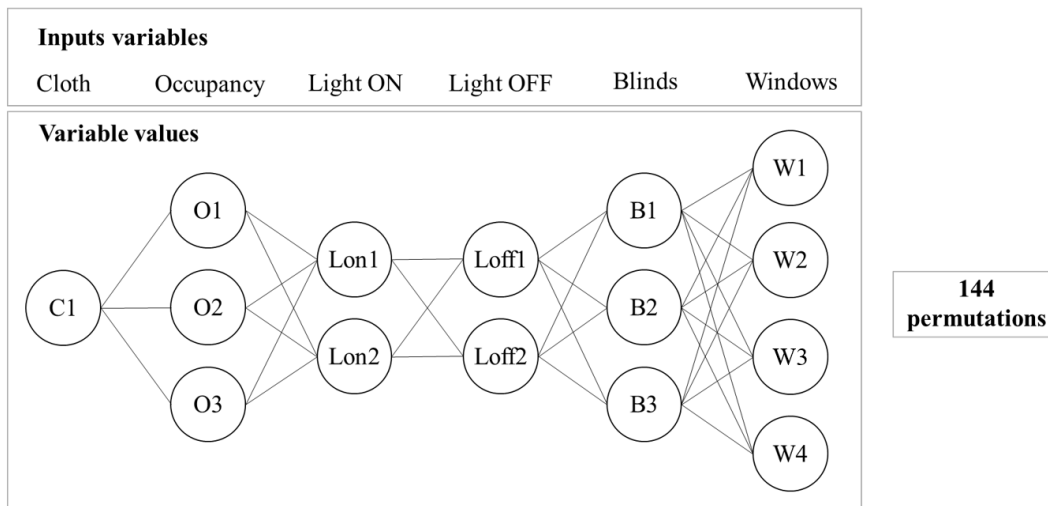 Inputs variables
Cloth Occupancy Light ON Light OFF Blinds Windows
Variable values
W1
O1 B1
Lon1 Loff1 W2
C1 O2 B2
144
permutations
Lon2 Loff2 W3
O3 B3
W4